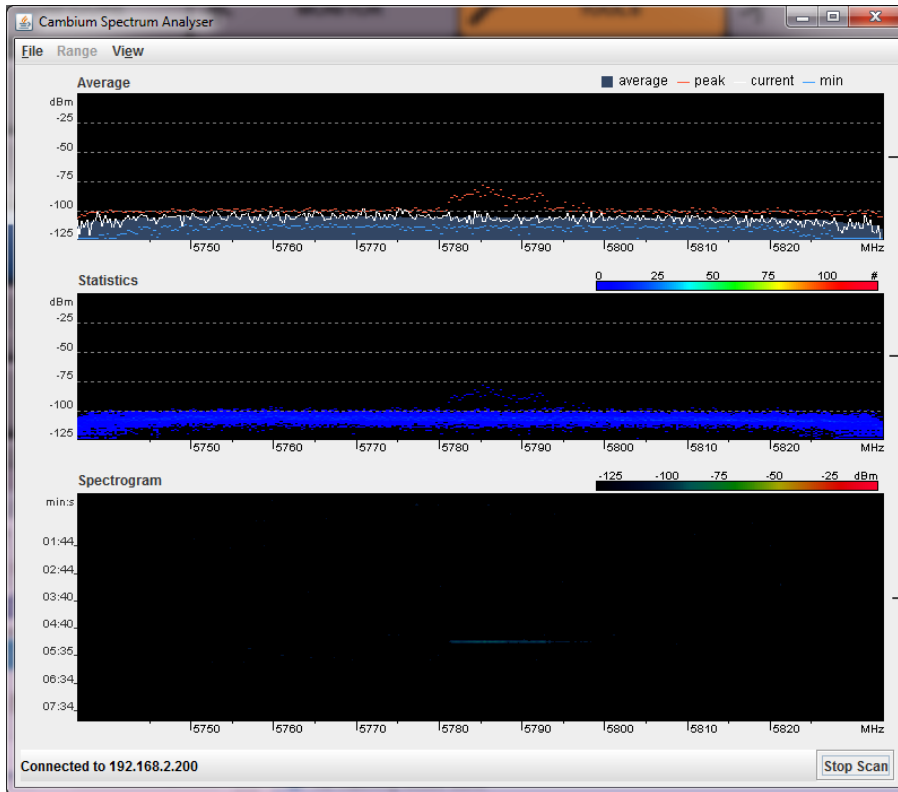 MONITOR TOOLS
Cambium Spectrum Analyser
File Range View
Average
average peak current min
dBm
-25
-50
-75
-100
-125
5750 5760 5770 5780 5790 5800 5810 5820 MHz
Statistics
0 25 50 75 100 #
dBm
-25
-50
-75
-100
-125
5750 5760 5770 5780 5790 5800 5810 5820 MHz
Spectrogram
-125 -100 -75 -50 -25 dBm
min:s
01:44
02:44
03:40
04:40
05:35
06:34
07:34
5750 5760 5770 5780 5790 5800 5810 5820 MHz
Connected to 192.168.2.200
Stop Scan